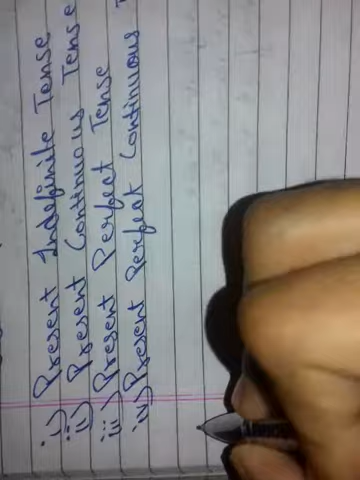 i) Present Indefinite Tense
ii) Present Continuous Tense
iii) Present Perfect Tense
iv) Present Perfect Continuous